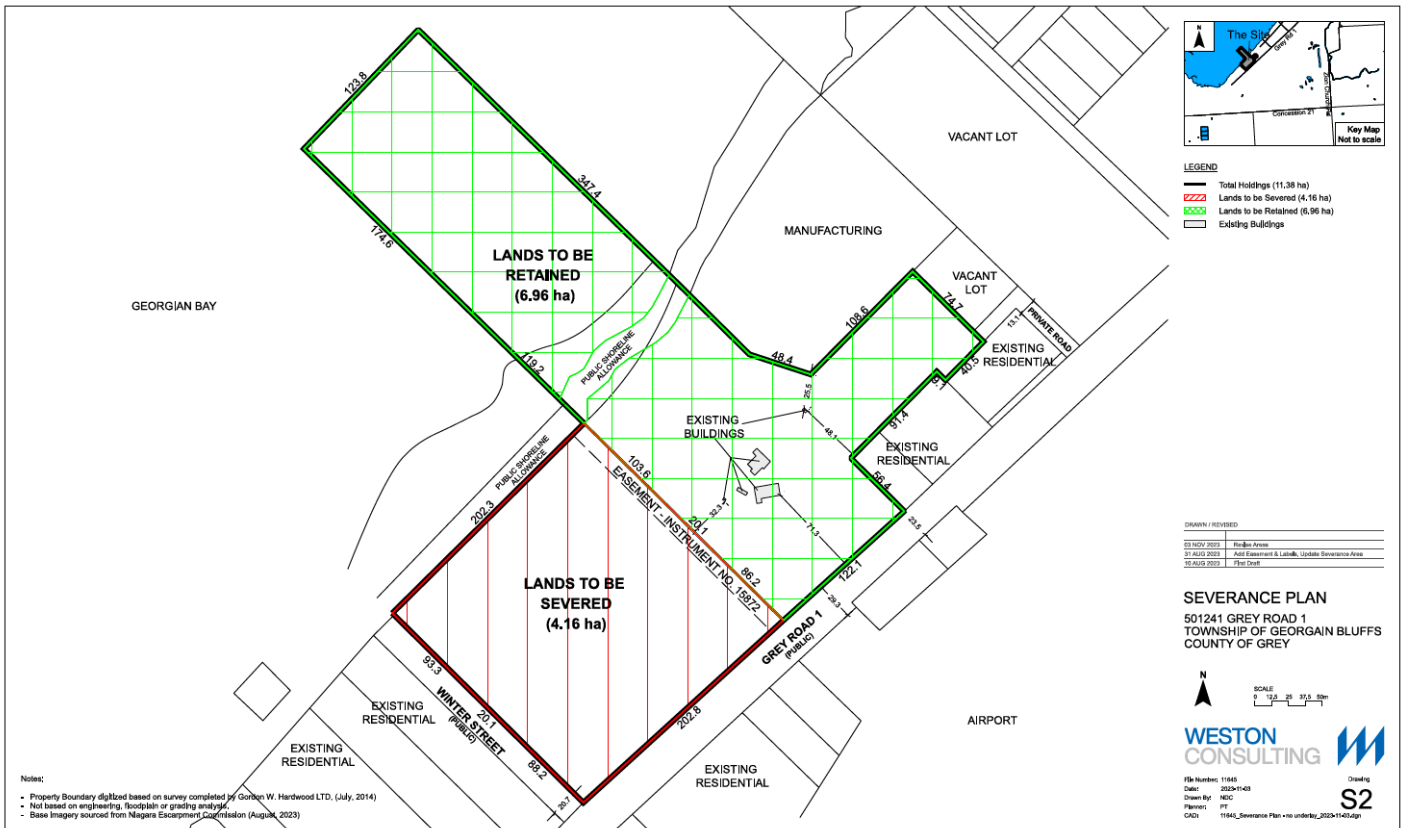 123.8
347.4
174.6
LANDS TO BE
RETAINED
(6.96 ha)
GEORGIAN BAY
119.2
PUBLIC SHORELINE
ALLOWANCE
VACANT LOT
MANUFACTURING
VACANT
LOT
108.6
74.7
48.4
13.1
PRIVATE ROAD
EXISTING
RESIDENTIAL
40.5
9.1
25.5
91.4
48.1
EXISTING
BUILDINGS
EXISTING
RESIDENTIAL
56.4
PUBLIC SHORELINE
ALLOWANCE
202.3
103.6
EASEMENT - INSTRUMENT NO. 15872
20.1
32.3
71.3
86.2
23.5
122.1
29.3
LANDS TO BE
SEVERED
(4.16 ha)
GREY ROAD 1
(PUBLIC)
93.3
WINTER STREET
(PUBLIC)
20.1
88.2
202.8
20.7
EXISTING
RESIDENTIAL
EXISTING
RESIDENTIAL
EXISTING
RESIDENTIAL
AIRPORT
Notes:
- Property Boundary digitized based on survey completed by Gordon W. Hardwood LTD, (July, 2014)
- Not based on engineering, floodplain or grading analysis.
- Base Imagery sourced from Niagara Escarpment Commission (August, 2023)
N
The Site
Grey Rd 1
Concession 21
Key Map
Not to scale
LEGEND
Total Holdings (11.38 ha)
Lands to be Severed (4.16 ha)
Lands to be Retained (6.96 ha)
Existing Buildings
DRAWN / REVISED
03 NOV 2023 Revise Areas
31 AUG 2023 Add Easement & Labels, Update Severance Area
10 AUG 2023 First Draft
SEVERANCE PLAN
501241 GREY ROAD 1
TOWNSHIP OF GEORGAIN BLUFFS
COUNTY OF GREY
N
SCALE
0 12.5 25 37.5 50m
WESTON
CONSULTING
File Number: 11645
Date: 2023-11-03
Drawn By: NDC
Planner: PT
CAD: 11645_Severance Plan - no underlay_2023-11-03.dgn
Drawing
S2